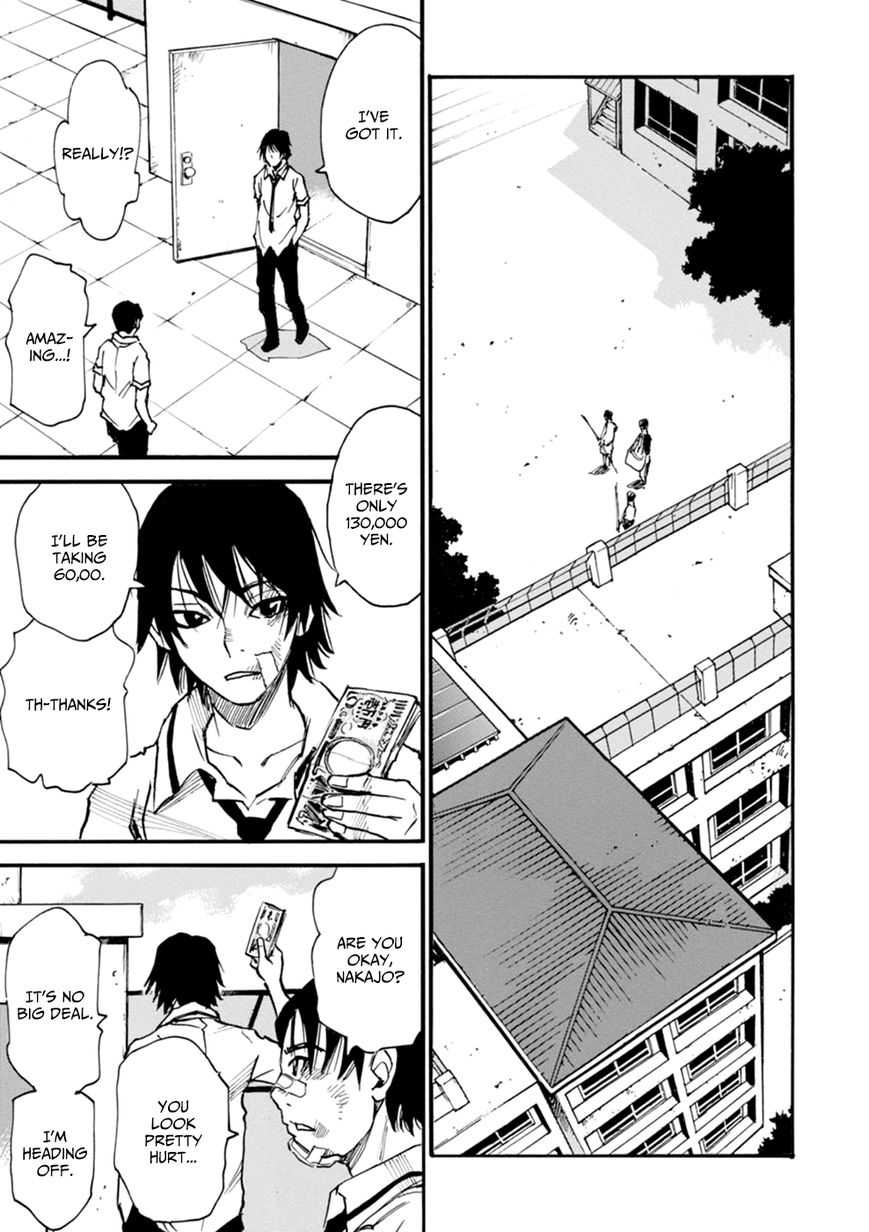 I'VE
GOT IT.
REALLY!?
AMAZ-
ING...!
THERE'S
ONLY
130,000
YEN.
I'LL BE
TAKING
60,00.
TH-THANKS!
ARE YOU
OKAY,
NAKAJO?
YOU
LOOK
PRETTY
HURT...
IT'S NO
BIG DEAL.
I'M
HEADING
OFF.